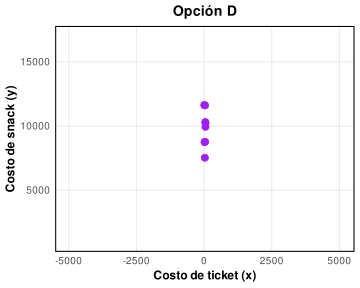 Opción D
Costo de snack (y)
15000
10000
5000
-5000
-2500
0
2500
5000
Costo de ticket (x)